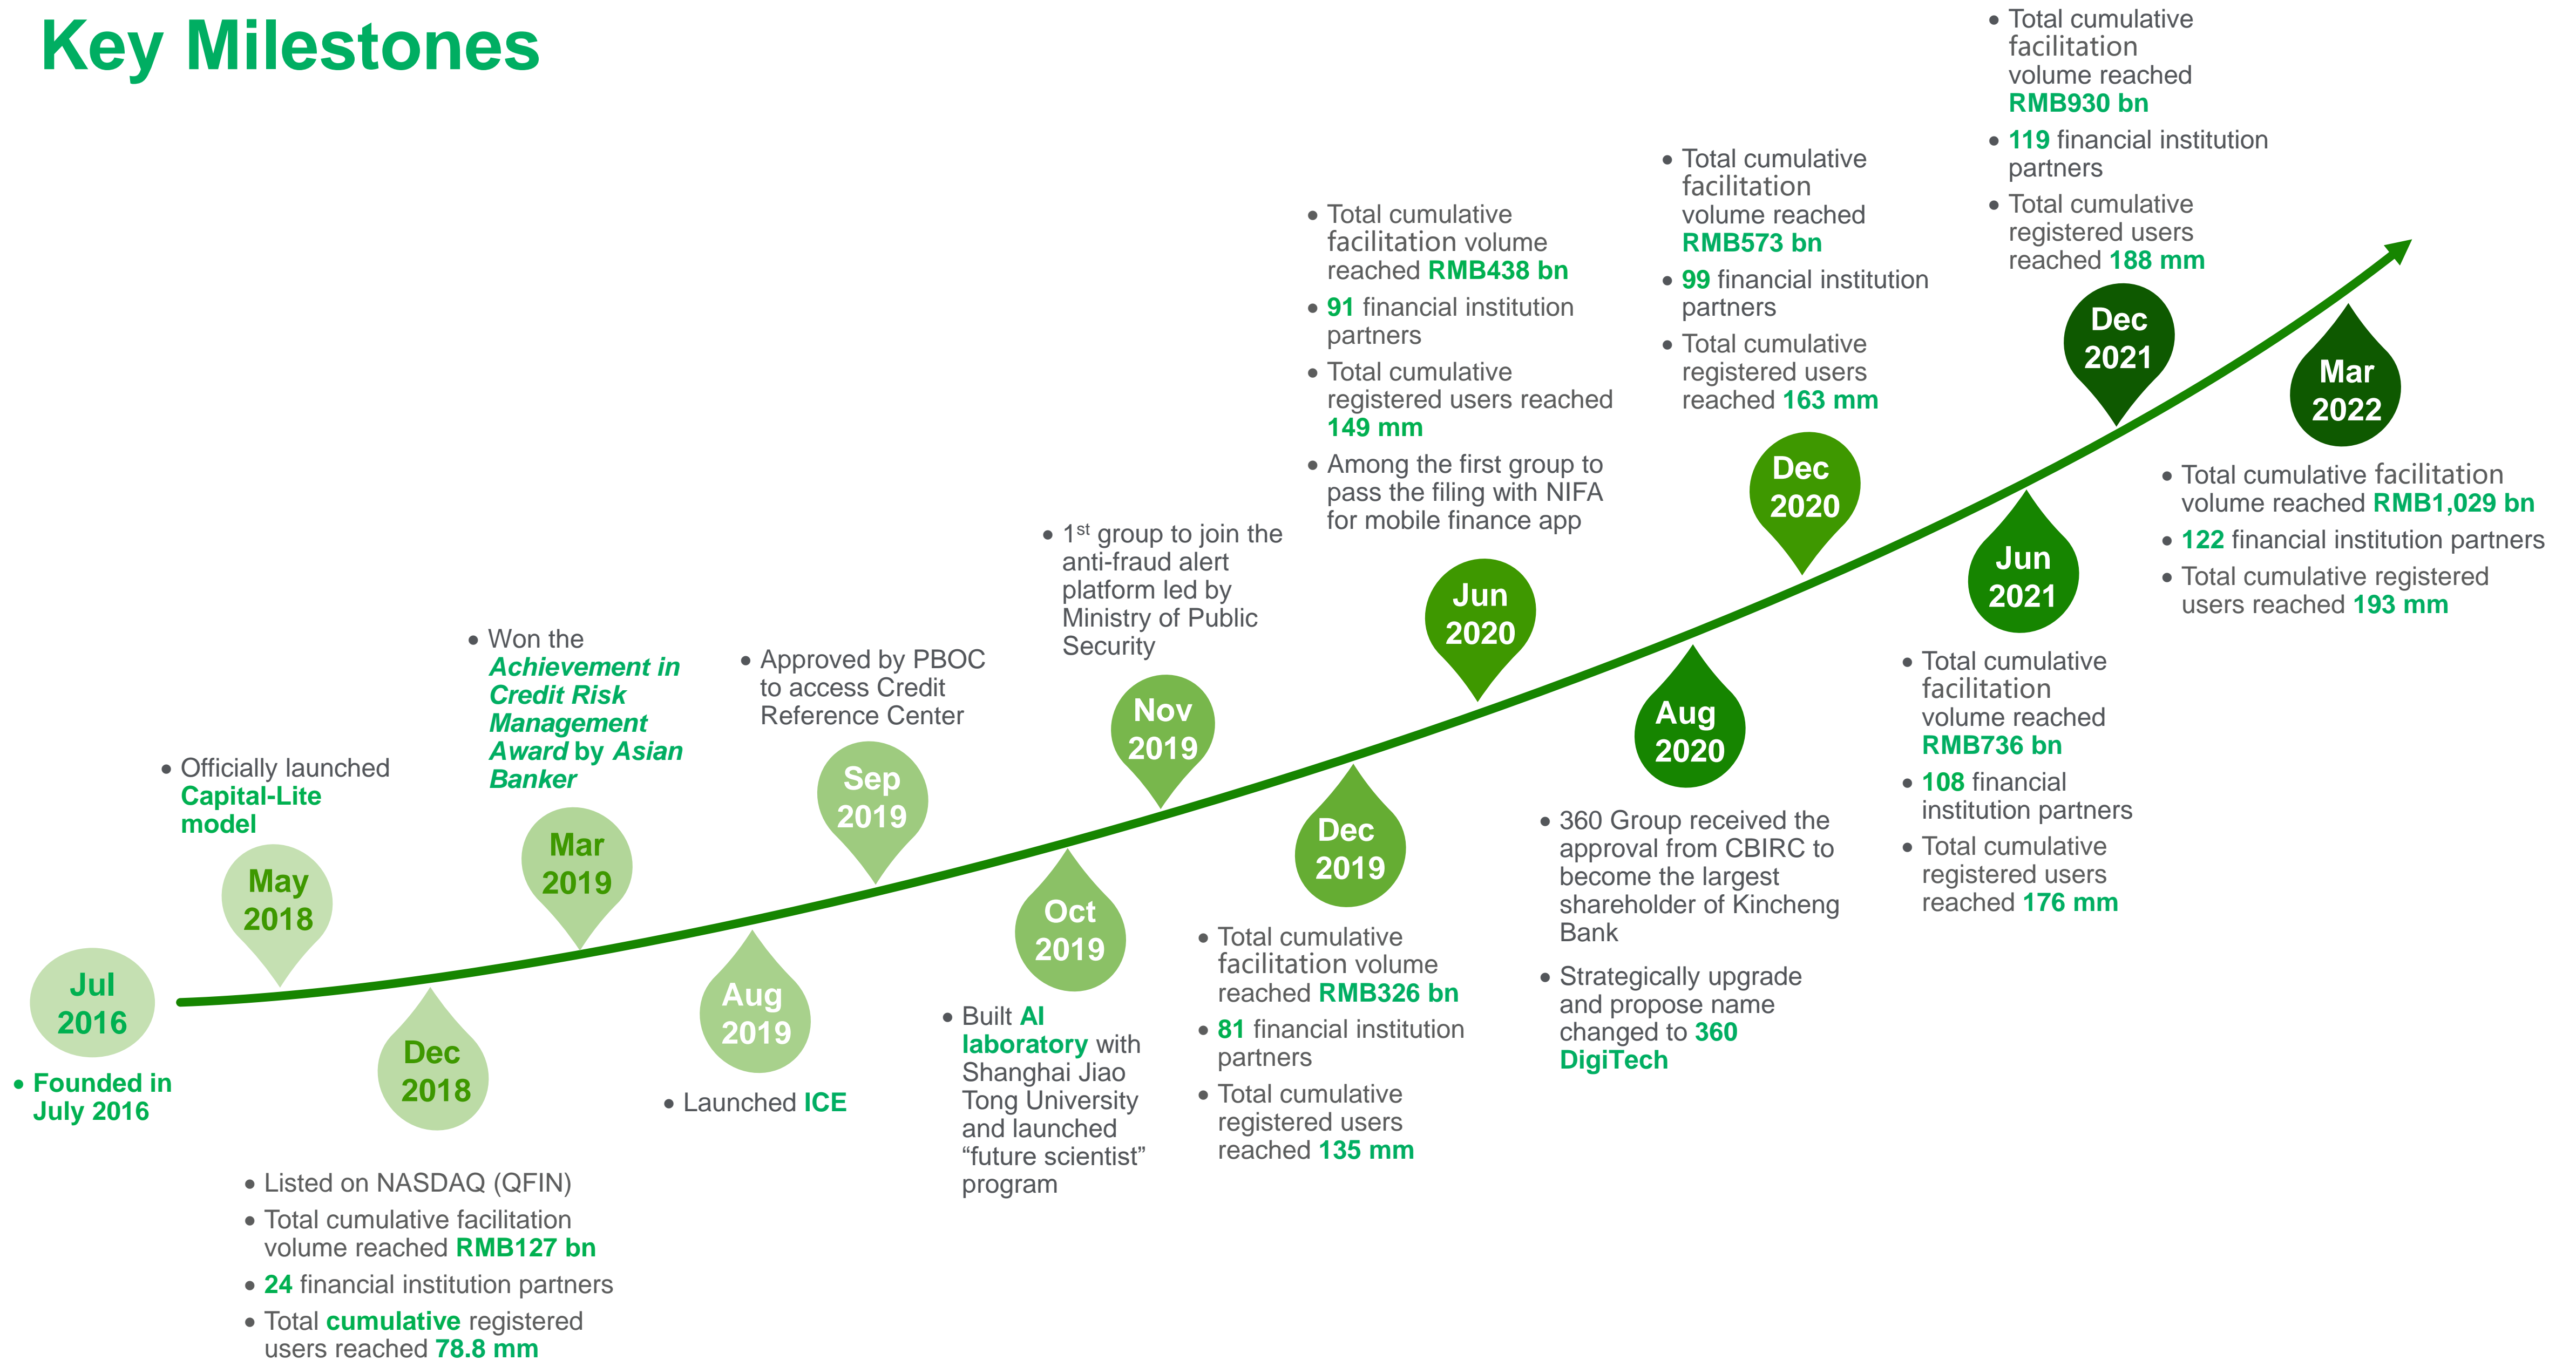 Key Milestones
Jul
2016
• Founded in
July 2016
• Officially launched
Capital-Lite
model
May
2018
Dec
2018
• Listed on NASDAQ (QFIN)
• Total cumulative facilitation
volume reached RMB127 bn
• 24 financial institution partners
• Total cumulative registered
users reached 78.8 mm
• Won the
Achievement in
Credit Risk
Management
Award by Asian
Banker
Mar
2019
Aug
2019
• Launched ICE
• Approved by PBOC
to access Credit
Reference Center
Sep
2019
Oct
2019
• Built AI
laboratory with
Shanghai Jiao
Tong University
and launched
“future scientist”
program
• 1st group to join the
anti-fraud alert
platform led by
Ministry of Public
Security
Nov
2019
Dec
2019
• Total cumulative
facilitation volume
reached RMB326 bn
• 81 financial institution
partners
• Total cumulative
registered users
reached 135 mm
• Total cumulative
facilitation volume
reached RMB438 bn
• 91 financial institution
partners
• Total cumulative
registered users reached
149 mm
• Among the first group to
pass the filing with NIFA
for mobile finance app
Jun
2020
Aug
2020
• 360 Group received the
approval from CBIRC to
become the largest
shareholder of Kincheng
Bank
• Strategically upgrade
and propose name
changed to 360
DigiTech
• Total cumulative
facilitation
volume reached
RMB573 bn
• 99 financial institution
partners
• Total cumulative
registered users
reached 163 mm
Dec
2020
Jun
2021
• Total cumulative
facilitation
volume reached
RMB736 bn
• 108 financial
institution partners
• Total cumulative
registered users
reached 176 mm
• Total cumulative
facilitation
volume reached
RMB930 bn
• 119 financial institution
partners
• Total cumulative
registered users
reached 188 mm
Dec
2021
Mar
2022
• Total cumulative facilitation
volume reached RMB1,029 bn
• 122 financial institution partners
• Total cumulative registered
users reached 193 mm